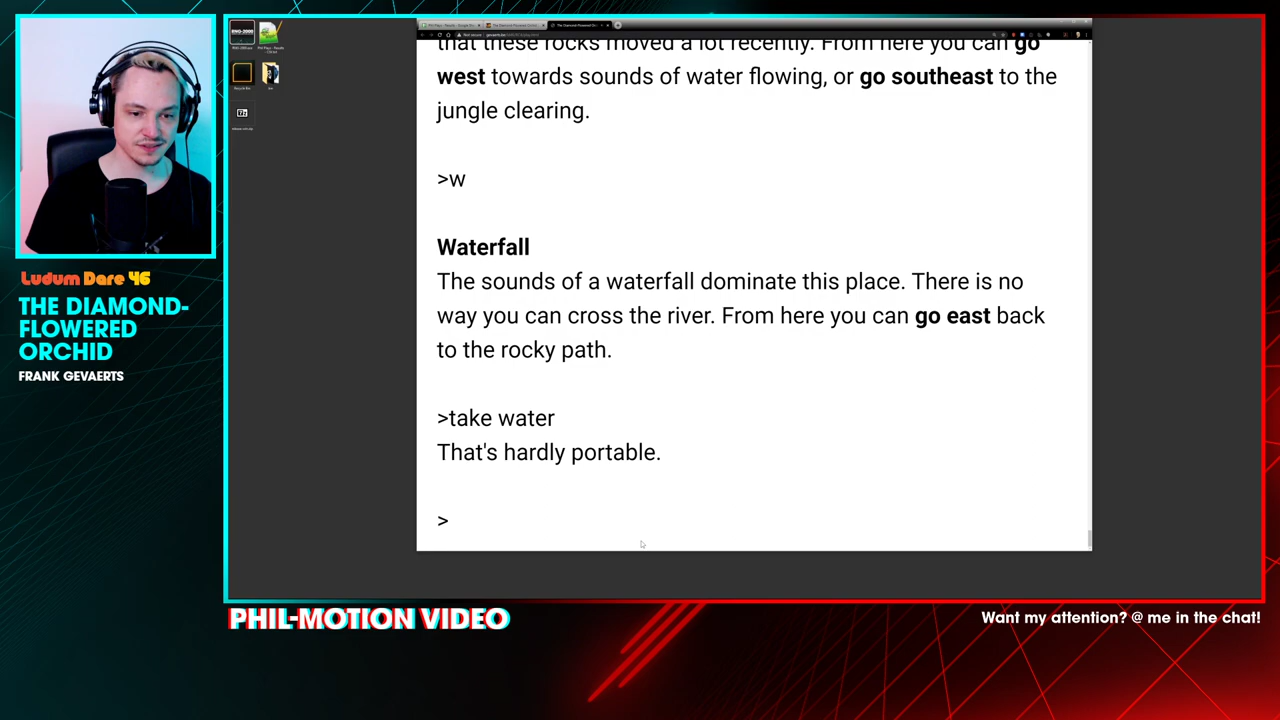 that these rocks moved a lot recently. From here you can go
west towards sounds of water flowing, or go southeast to the
jungle clearing.
>w
Waterfall
The sounds of a waterfall dominate this place. There is no
way you can cross the river. From here you can go east back
to the rocky path.
>take water
That's hardly portable.
>
Ludum Dare 46
THE DIAMOND-
FLOWERED
ORCHID
FRANK GEVAERTS
PHIL-MOTION VIDEO
Want my attention? @ me in the chat!